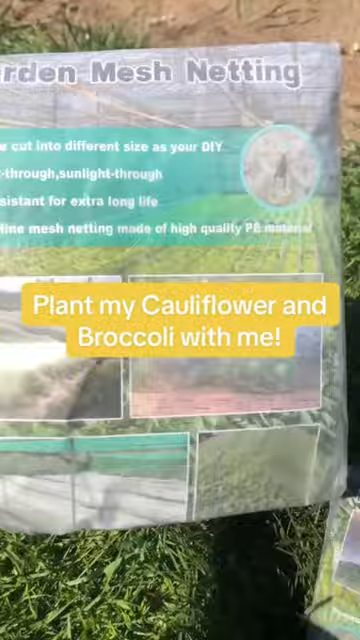 rden Mesh Netting
w cut into different size as your DIY
-through,sunlight-through
sistant for extra long life
line mesh netting made of high quality PE material
Plant my Cauliflower and
Broccoli with me!